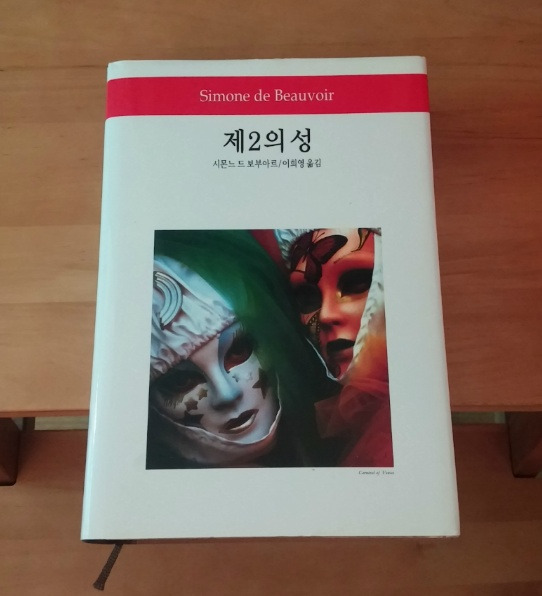 Simone de Beauvoir
제2의 성
시몬느 드 보부아르/이희영 옮김